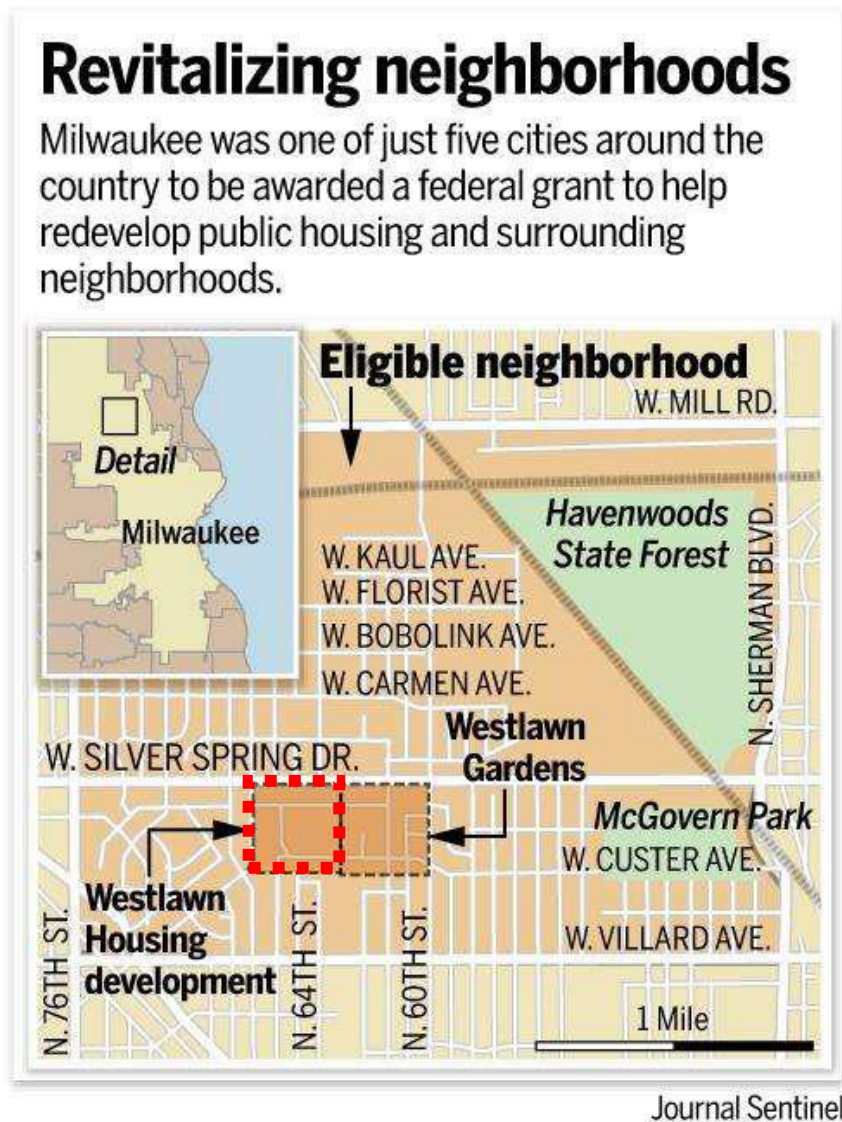 Revitalizing neighborhoods
Milwaukee was one of just five cities around the
country to be awarded a federal grant to help
redevelop public housing and surrounding
neighborhoods.
Eligible neighborhood
W. MILL RD.
Detail
Milwaukee
Havenwoods
State Forest
N. SHERMAN BLVD.
W. KAUL AVE.
W. FLORIST AVE.
W. BOBOLINK AVE.
W. CARMEN AVE.
Westlawn
Gardens
W. SILVER SPRING DR.
McGovern Park
W. CUSTER AVE.
Westlawn
Housing
development
N. 76TH ST.
N. 64TH ST.
N. 60TH ST.
W. VILLARD AVE.
1 Mile
Journal Sentinel